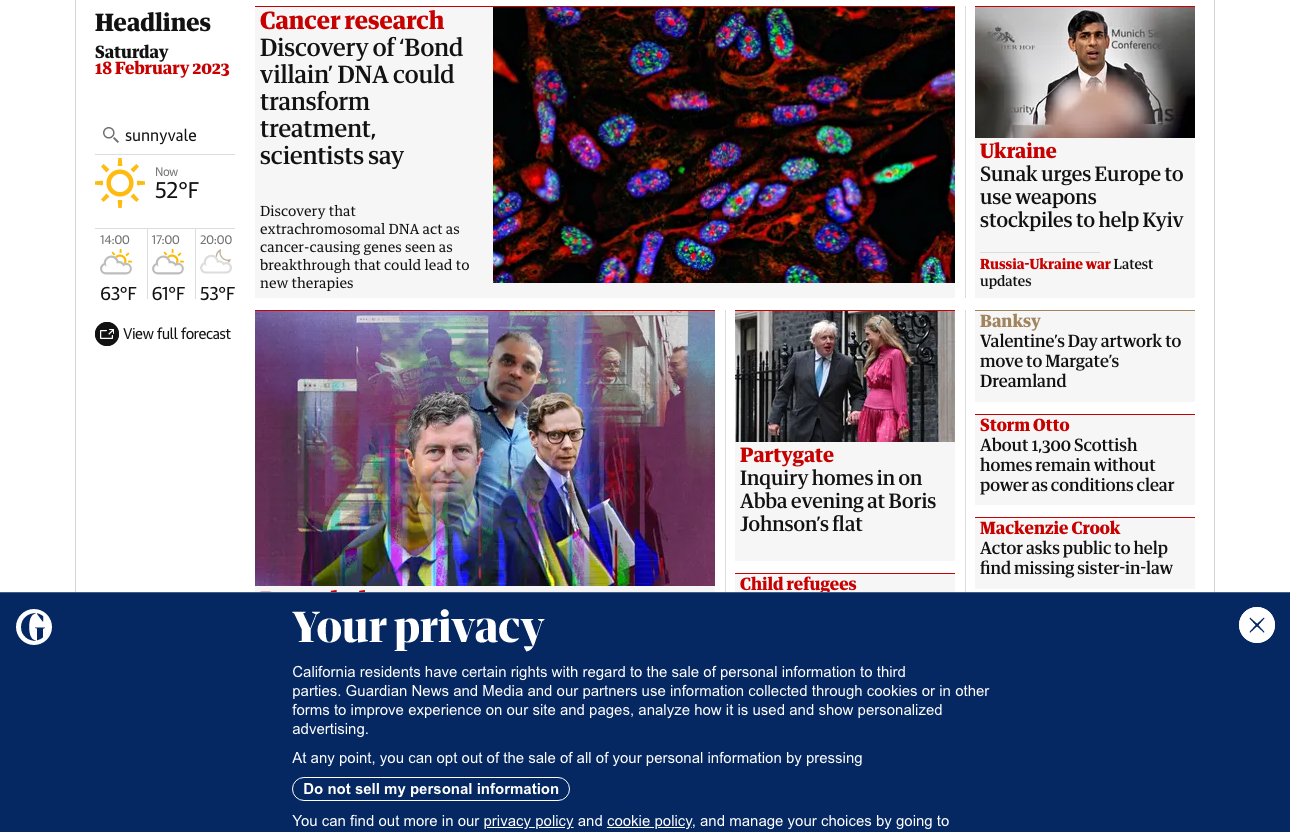 Headlines
Saturday
18 February 2023
sunnyvale
Now
52°F
14:00
17:00
20:00
63°F
61°F
53°F
View full forecast
Cancer research
Discovery of ‘Bond
villain’ DNA could
transform
treatment,
scientists say
Discovery that
extrachromosomal DNA act as
cancer-causing genes seen as
breakthrough that could lead to
new therapies
Munich Se
Conferenc
Ukraine
Sunak urges Europe to
use weapons
stockpiles to help Kyiv
Russia-Ukraine war Latest
updates
Partygate
Inquiry homes in on
Abba evening at Boris
Johnson’s flat
Child refugees
Banksy
Valentine’s Day artwork to
move to Margate’s
Dreamland
Storm Otto
About 1,300 Scottish
homes remain without
power as conditions clear
Mackenzie Crook
Actor asks public to help
find missing sister-in-law
Your privacy
California residents have certain rights with regard to the sale of personal information to third
parties. Guardian News and Media and our partners use information collected through cookies or in other
forms to improve experience on our site and pages, analyze how it is used and show personalized
advertising.
At any point, you can opt out of the sale of all of your personal information by pressing
Do not sell my personal information
You can find out more in our privacy policy and cookie policy, and manage your choices by going to